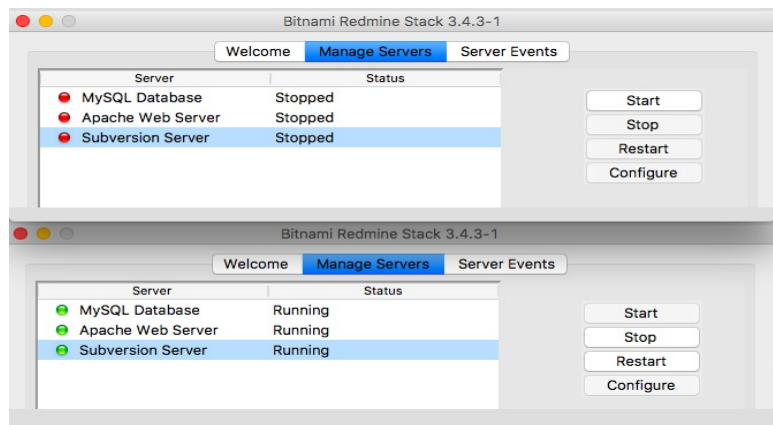 Bitnami Redmine Stack 3.4.3-1
Welcome Manage Servers Server Events
Server Status
MySQL Database Stopped Start
Apache Web Server Stopped Stop
Subversion Server Stopped Restart
Configure
Bitnami Redmine Stack 3.4.3-1
Welcome Manage Servers Server Events
Server Status
MySQL Database Running Start
Apache Web Server Running Stop
Subversion Server Running Restart
Configure